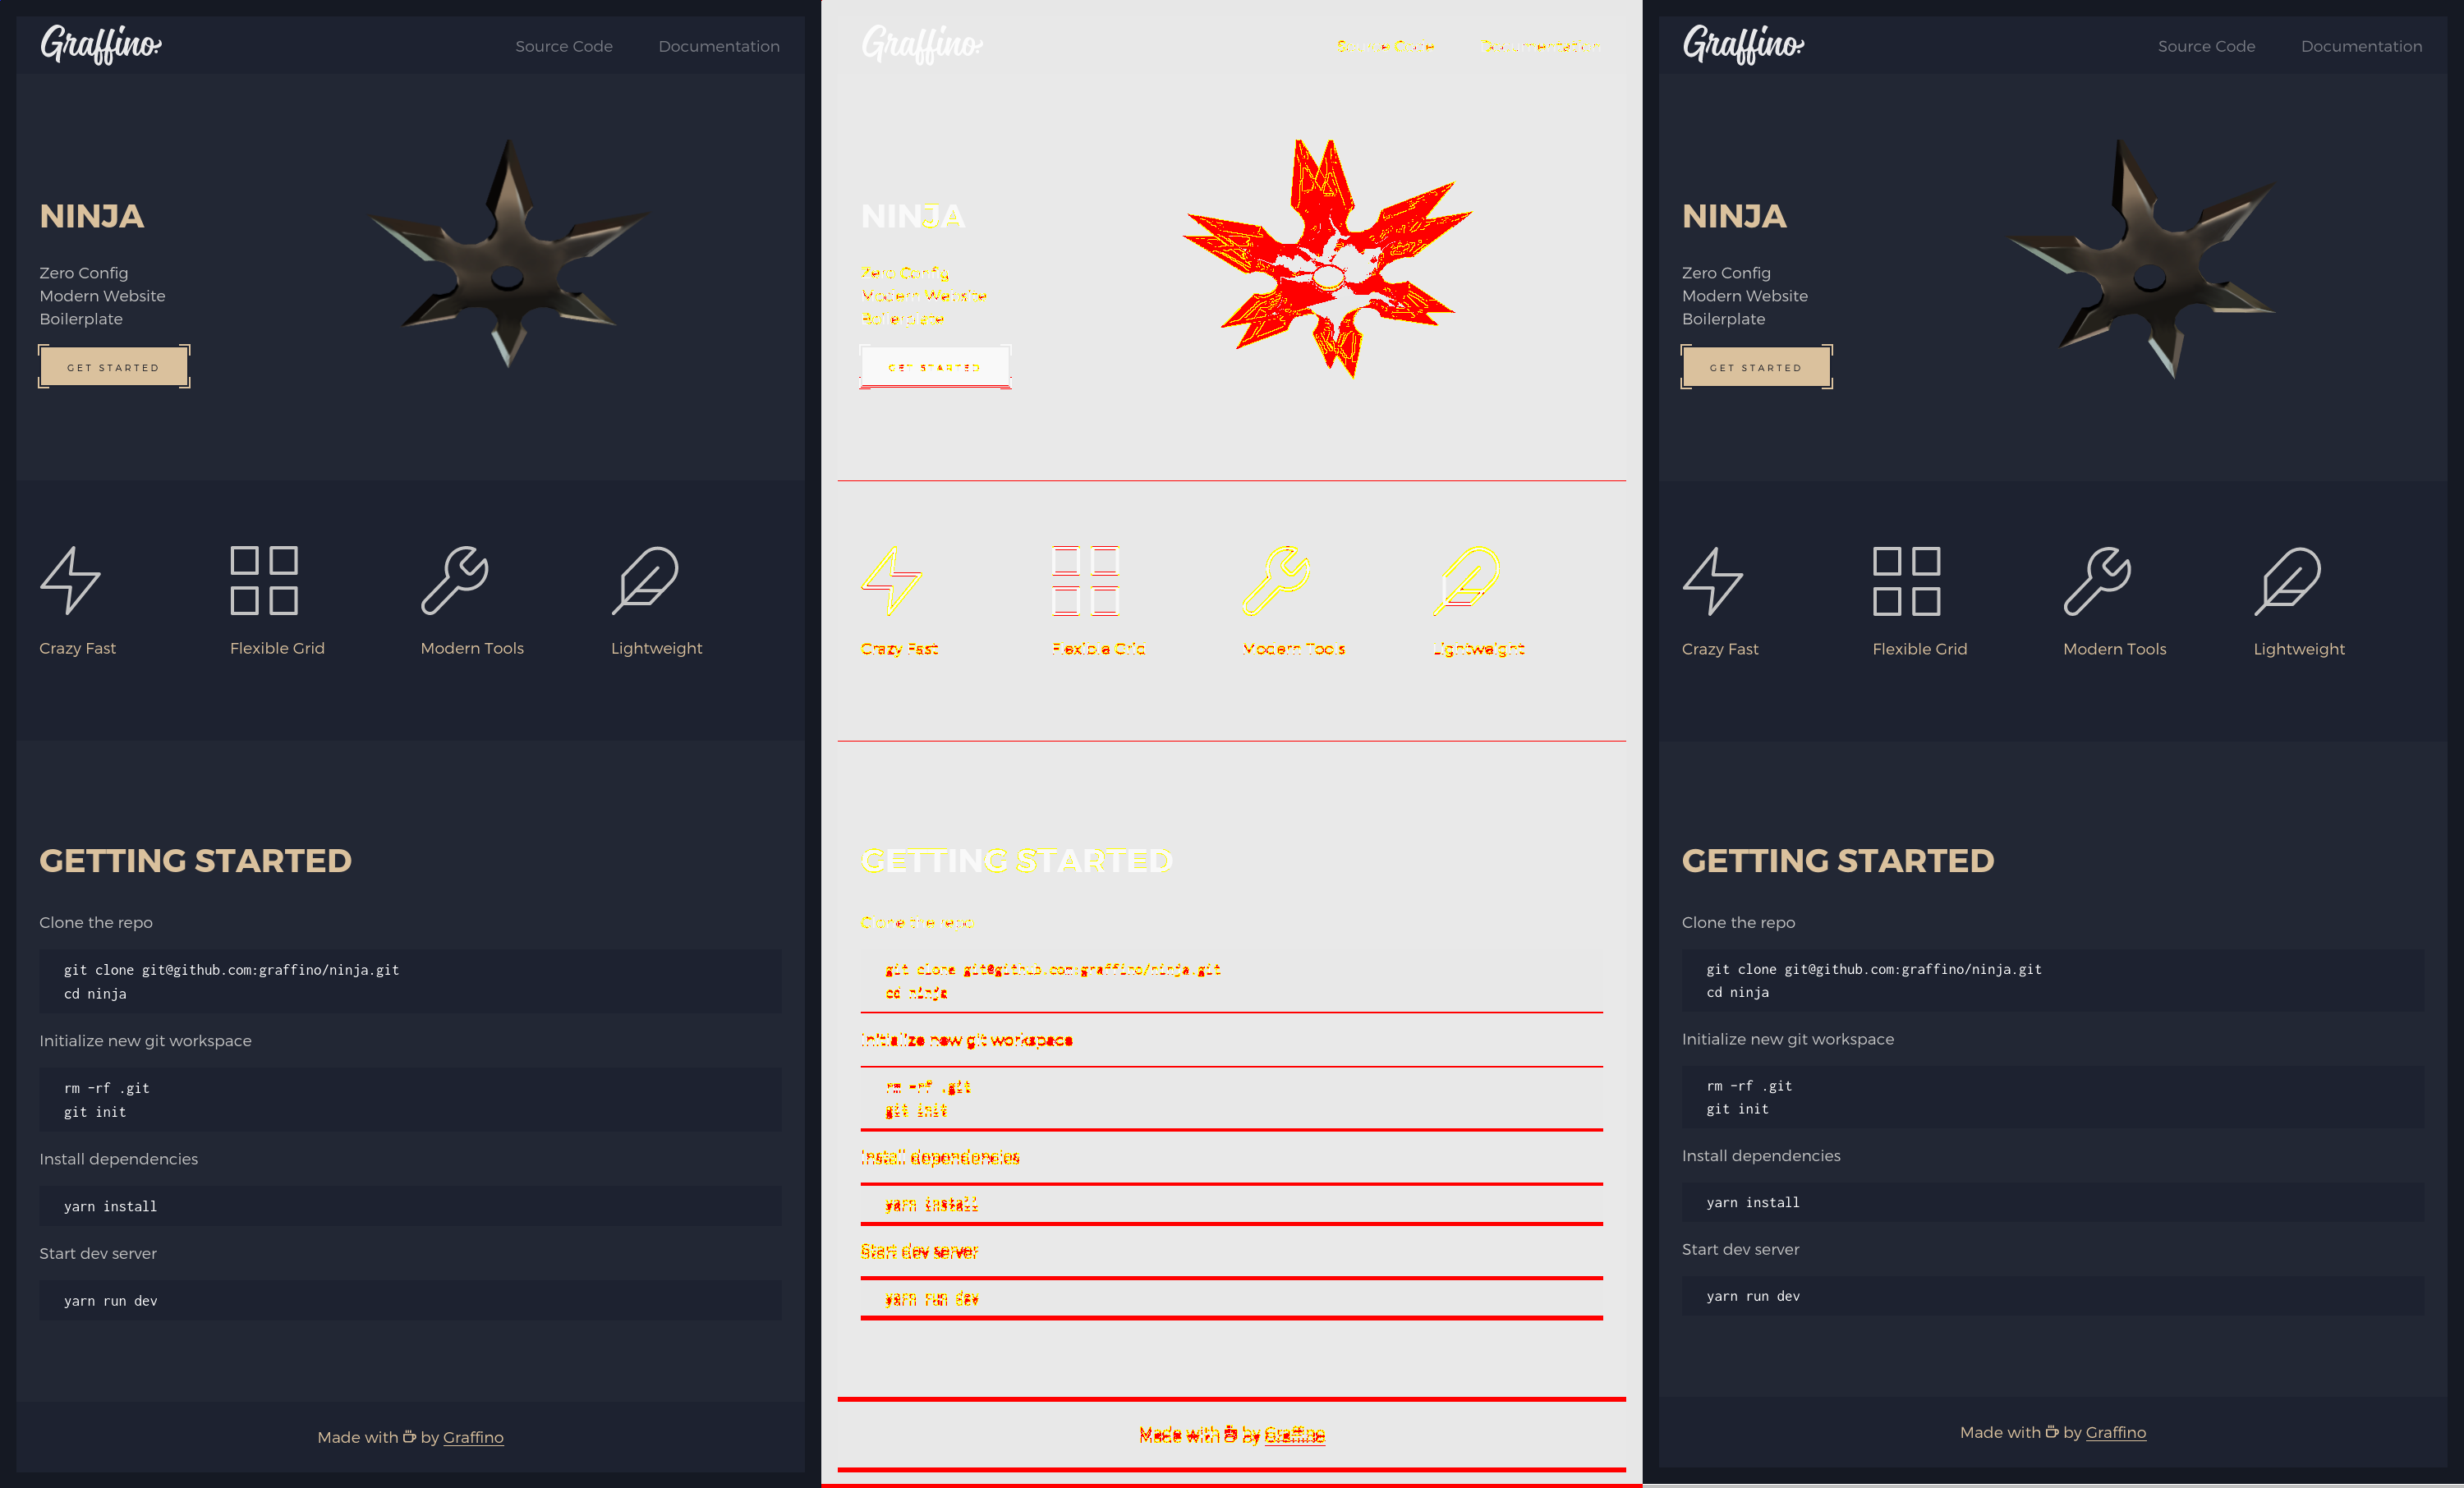 Graffino
Source Code
Documentation
NINJA
Zero Config
Modern Website
Boilerplate
GET STARTED
Crazy Fast
Flexible Grid
Modern Tools
Lightweight
GETTING STARTED
Clone the repo
git clone git@github.com:graffino/ninja.git
cd ninja
Initialize new git workspace
rm -rf .git
git init
Install dependencies
yarn install
Start dev server
yarn run dev
Made with by Graffino
Graffino
Source Code
Documentation
NINJA
Zero Config
Modern Website
Boilerplate
GET STARTED
Crazy Fast
Flexible Grid
Modern Tools
Lightweight
GETTING STARTED
Clone the repo
git clone git@github.com:graffino/ninja.git
cd ninja
Initialize new git workspace
rm -rf .git
git init
Install dependencies
yarn install
Start dev server
yarn run dev
Made with by Graffino
Graffino
Source Code
Documentation
NINJA
Zero Config
Modern Website
Boilerplate
GET STARTED
Crazy Fast
Flexible Grid
Modern Tools
Lightweight
GETTING STARTED
Clone the repo
git clone git@github.com:graffino/ninja.git
cd ninja
Initialize new git workspace
rm -rf .git
git init
Install dependencies
yarn install
Start dev server
yarn run dev
Made with by Graffino